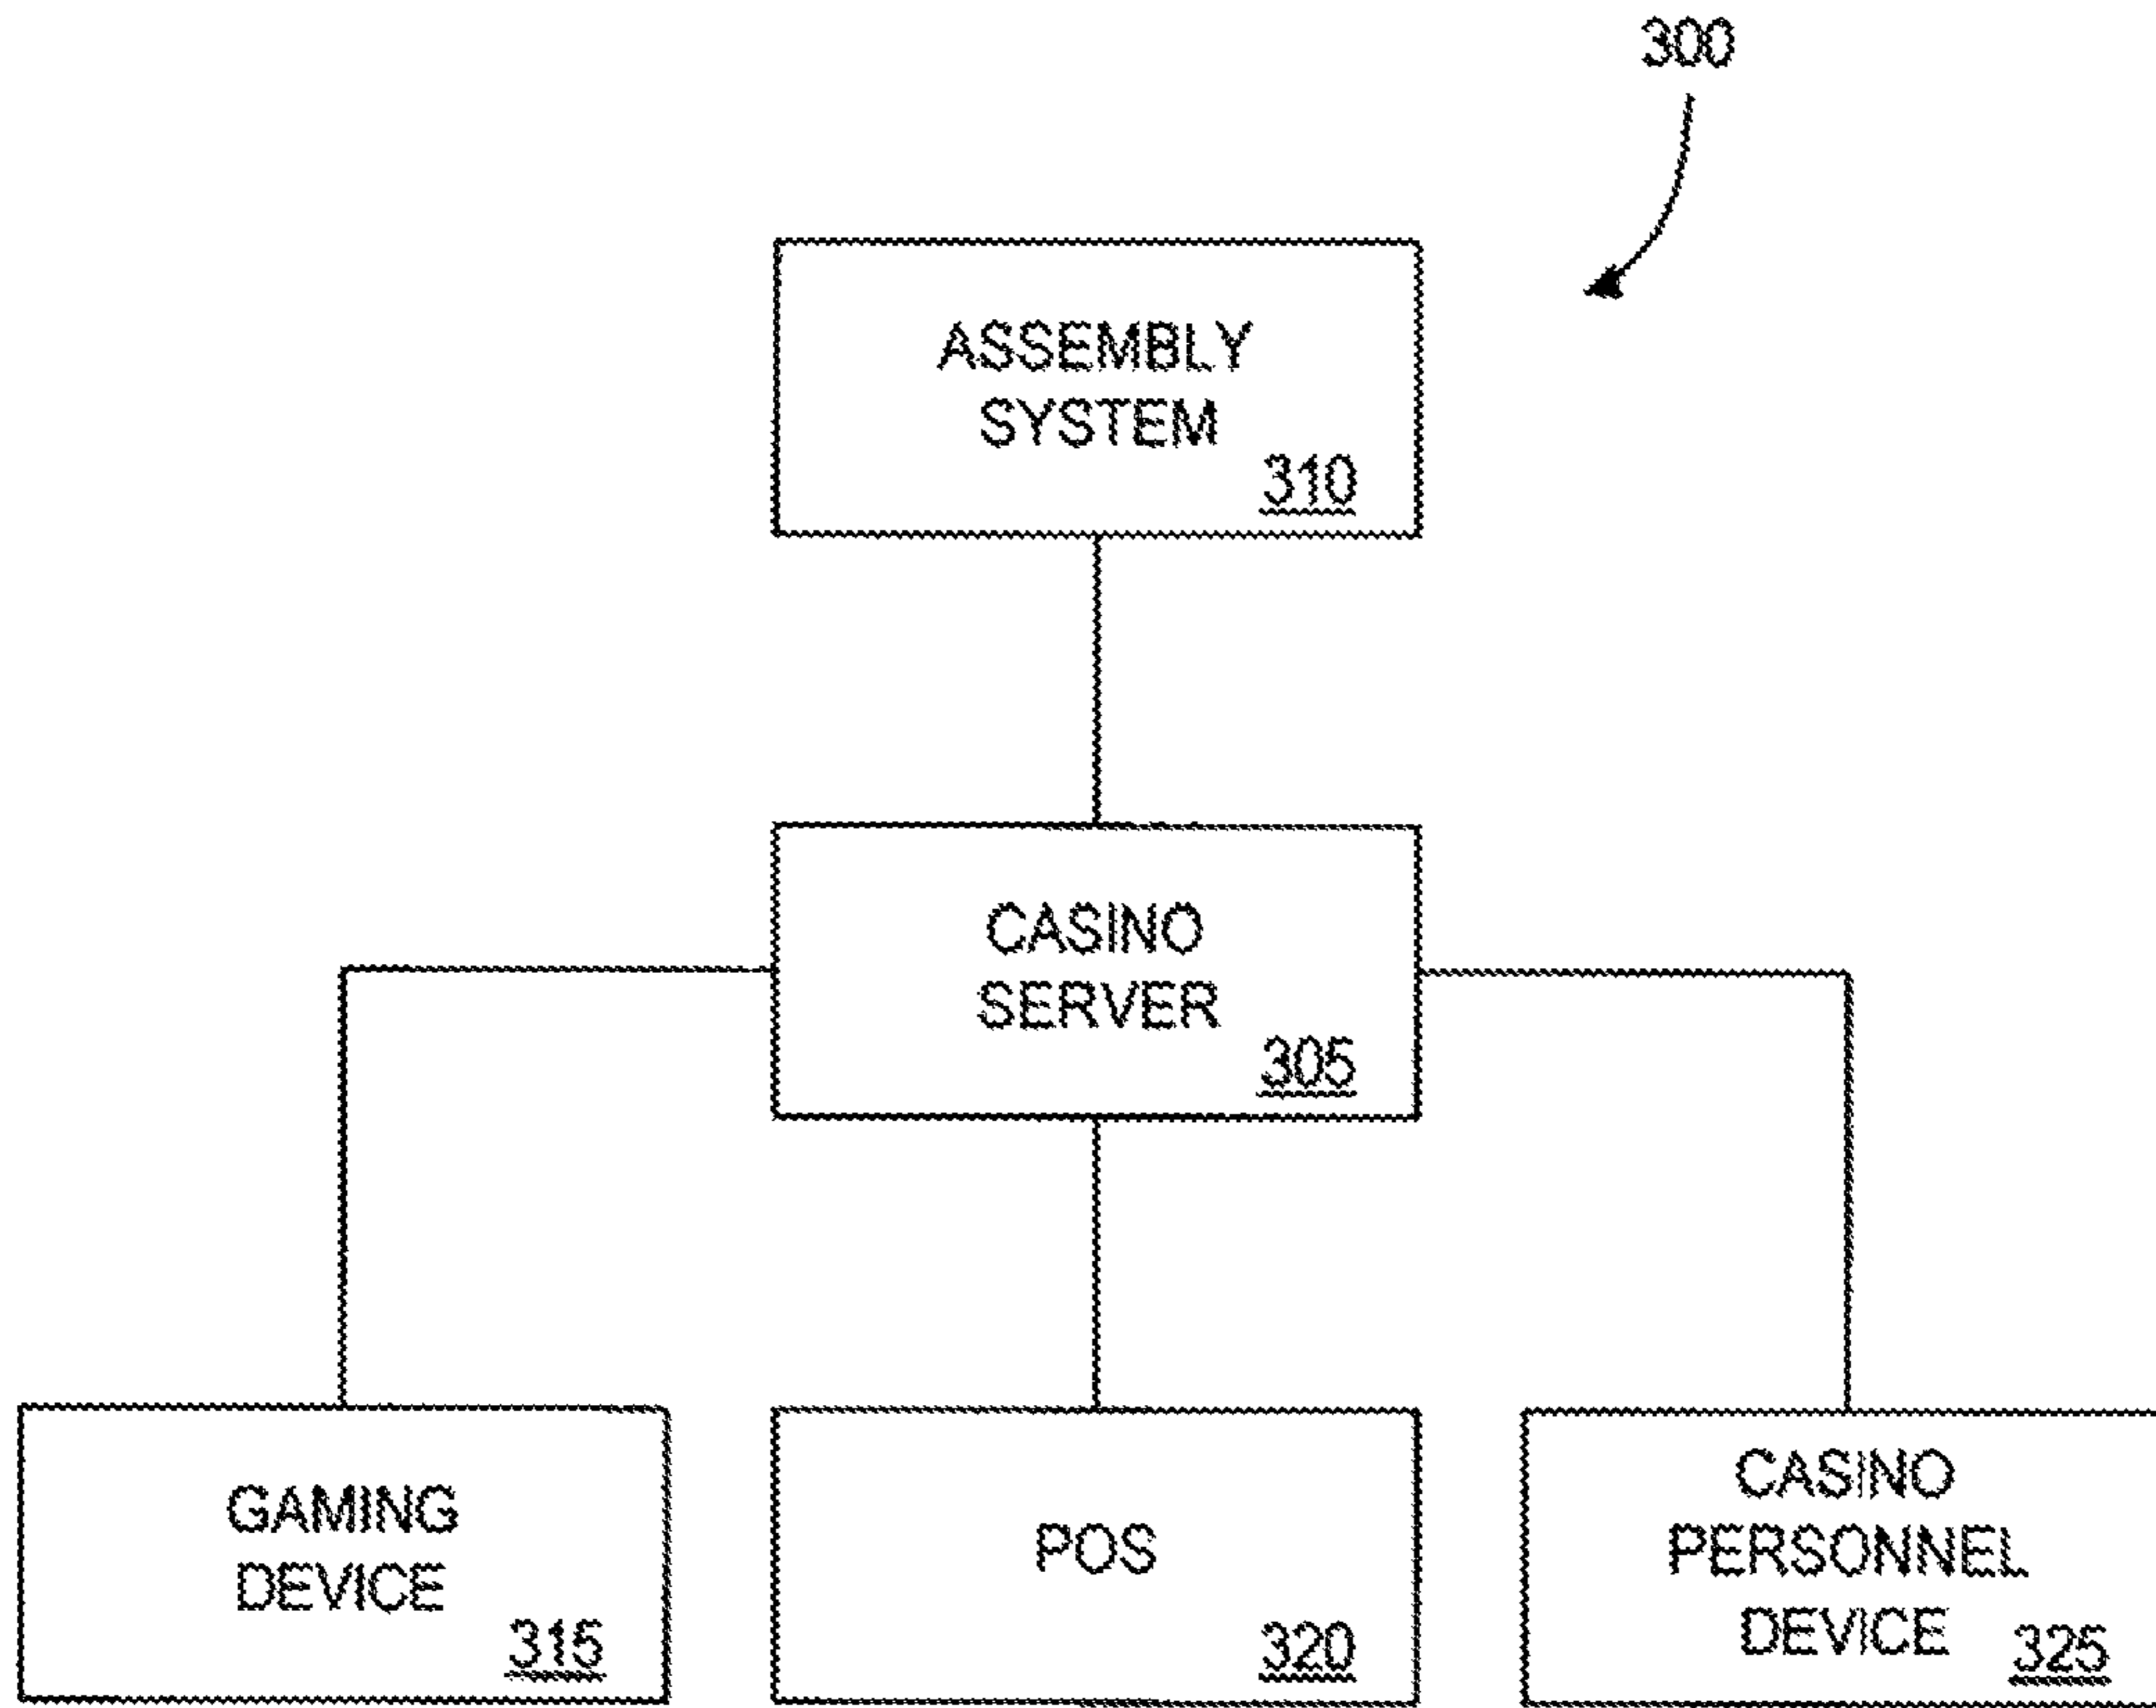 300
ASSEMBLY
SYSTEM
310
CASINO
SERVER
305
GAMING
DEVICE
315
POS
320
CASINO
PERSONNEL
DEVICE
325